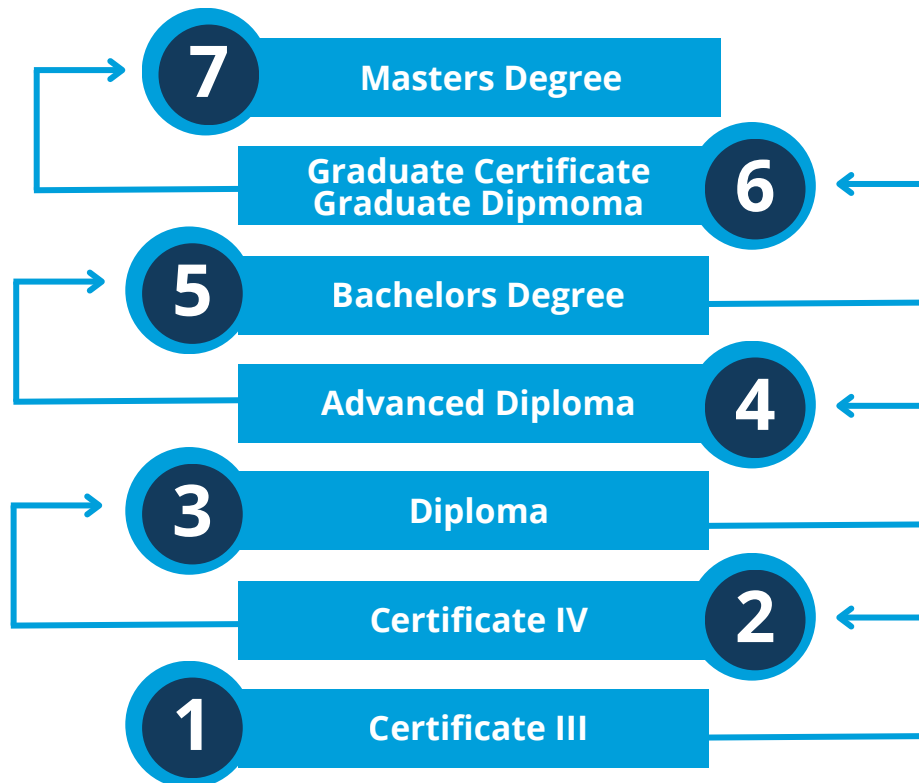 7
Masters Degree
Graduate Certificate
Graduate Dipmoma
6
5
Bachelors Degree
Advanced Diploma
4
3
Diploma
Certificate IV
2
1
Certificate III